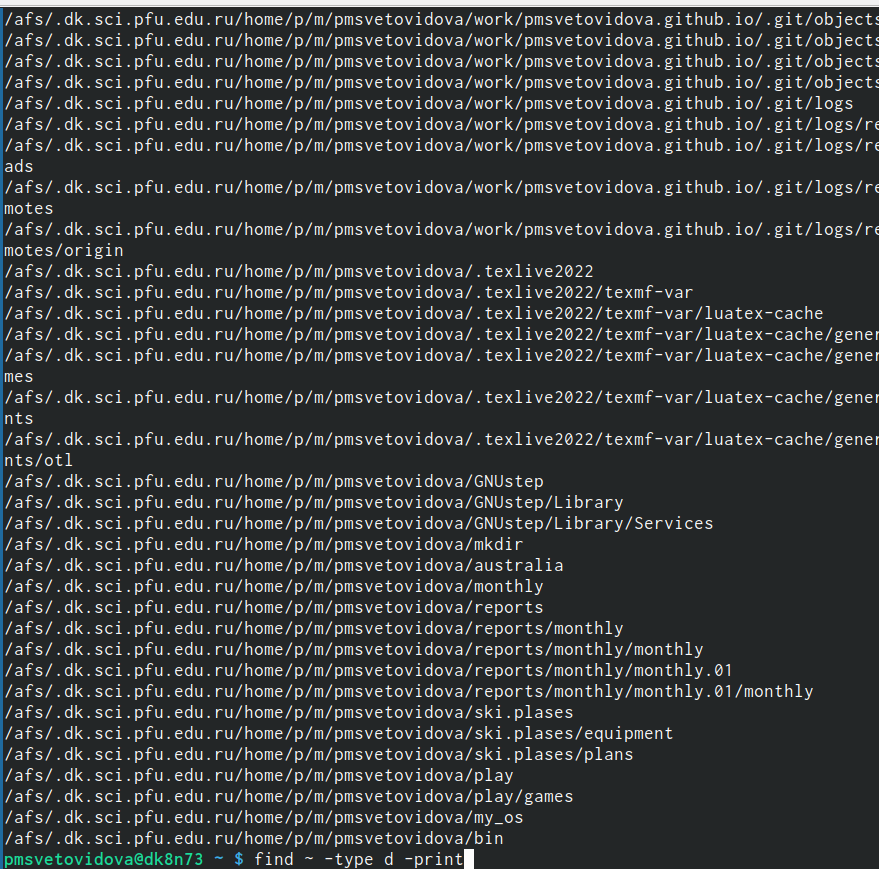 /afs/.dk.sci.pfu.edu.ru/home/p/m/pmsvetovidova/work/pmsvetovidova.github.io/.git/objects
/afs/.dk.sci.pfu.edu.ru/home/p/m/pmsvetovidova/work/pmsvetovidova.github.io/.git/objects
/afs/.dk.sci.pfu.edu.ru/home/p/m/pmsvetovidova/work/pmsvetovidova.github.io/.git/objects
/afs/.dk.sci.pfu.edu.ru/home/p/m/pmsvetovidova/work/pmsvetovidova.github.io/.git/objects
/afs/.dk.sci.pfu.edu.ru/home/p/m/pmsvetovidova/work/pmsvetovidova.github.io/.git/logs
/afs/.dk.sci.pfu.edu.ru/home/p/m/pmsvetovidova/work/pmsvetovidova.github.io/.git/logs/re
/afs/.dk.sci.pfu.edu.ru/home/p/m/pmsvetovidova/work/pmsvetovidova.github.io/.git/logs/re
ads
/afs/.dk.sci.pfu.edu.ru/home/p/m/pmsvetovidova/work/pmsvetovidova.github.io/.git/logs/re
motes
/afs/.dk.sci.pfu.edu.ru/home/p/m/pmsvetovidova/work/pmsvetovidova.github.io/.git/logs/re
motes/origin
/afs/.dk.sci.pfu.edu.ru/home/p/m/pmsvetovidova/.texlive2022
/afs/.dk.sci.pfu.edu.ru/home/p/m/pmsvetovidova/.texlive2022/texmf-var
/afs/.dk.sci.pfu.edu.ru/home/p/m/pmsvetovidova/.texlive2022/texmf-var/luatex-cache
/afs/.dk.sci.pfu.edu.ru/home/p/m/pmsvetovidova/.texlive2022/texmf-var/luatex-cache/gener
/afs/.dk.sci.pfu.edu.ru/home/p/m/pmsvetovidova/.texlive2022/texmf-var/luatex-cache/gener
mes
/afs/.dk.sci.pfu.edu.ru/home/p/m/pmsvetovidova/.texlive2022/texmf-var/luatex-cache/gener
nts
/afs/.dk.sci.pfu.edu.ru/home/p/m/pmsvetovidova/.texlive2022/texmf-var/luatex-cache/gener
nts/otl
/afs/.dk.sci.pfu.edu.ru/home/p/m/pmsvetovidova/GNUstep
/afs/.dk.sci.pfu.edu.ru/home/p/m/pmsvetovidova/GNUstep/Library
/afs/.dk.sci.pfu.edu.ru/home/p/m/pmsvetovidova/GNUstep/Library/Services
/afs/.dk.sci.pfu.edu.ru/home/p/m/pmsvetovidova/mkdir
/afs/.dk.sci.pfu.edu.ru/home/p/m/pmsvetovidova/australia
/afs/.dk.sci.pfu.edu.ru/home/p/m/pmsvetovidova/monthly
/afs/.dk.sci.pfu.edu.ru/home/p/m/pmsvetovidova/reports
/afs/.dk.sci.pfu.edu.ru/home/p/m/pmsvetovidova/reports/monthly
/afs/.dk.sci.pfu.edu.ru/home/p/m/pmsvetovidova/reports/monthly/monthly
/afs/.dk.sci.pfu.edu.ru/home/p/m/pmsvetovidova/reports/monthly/monthly.01
/afs/.dk.sci.pfu.edu.ru/home/p/m/pmsvetovidova/reports/monthly/monthly.01/monthly
/afs/.dk.sci.pfu.edu.ru/home/p/m/pmsvetovidova/ski.plases
/afs/.dk.sci.pfu.edu.ru/home/p/m/pmsvetovidova/ski.plases/equipment
/afs/.dk.sci.pfu.edu.ru/home/p/m/pmsvetovidova/ski.plases/plans
/afs/.dk.sci.pfu.edu.ru/home/p/m/pmsvetovidova/play
/afs/.dk.sci.pfu.edu.ru/home/p/m/pmsvetovidova/play/games
/afs/.dk.sci.pfu.edu.ru/home/p/m/pmsvetovidova/my_os
/afs/.dk.sci.pfu.edu.ru/home/p/m/pmsvetovidova/bin
pmsvetovidova@dk8n73 ~ $ find ~ -type d -print